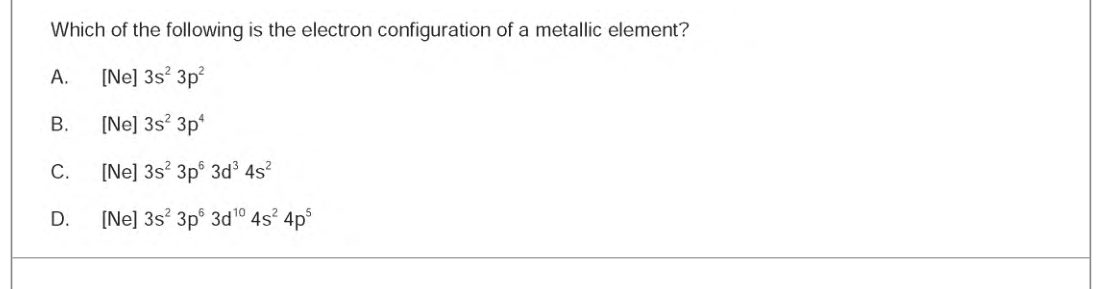 Which of the following is the electron configuration of a metallic element?
A. [Ne] 3s² 3p²
B. [Ne] 3s² 3p⁴
C. [Ne] 3s² 3p⁶ 3d³ 4s²
D. [Ne] 3s² 3p⁶ 3d¹⁰ 4s² 4p⁵